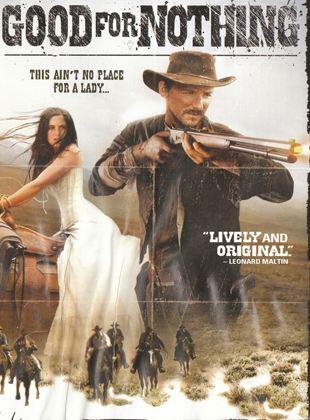 GOOD FOR NOTHING
THIS AIN'T NO PLACE
FOR A LADY...
"LIVELY AND
ORIGINAL."
~ LEONARD MALTIN